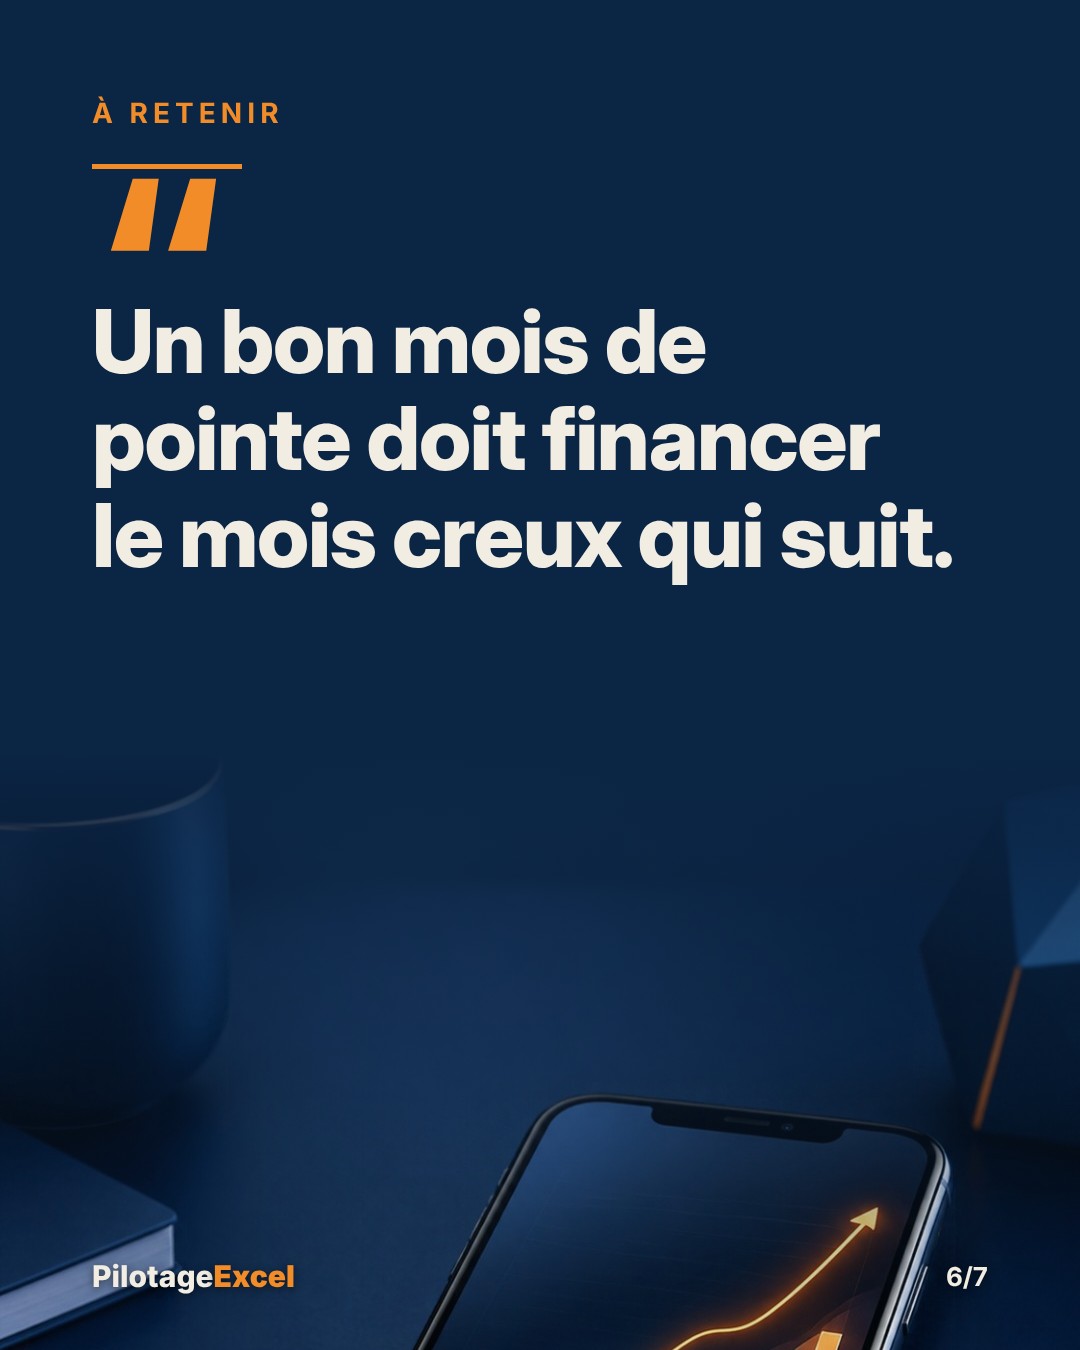 À RETENIR
"
Un bon mois de
pointe doit financer
le mois creux qui suit.
PilotageExcel
6/7